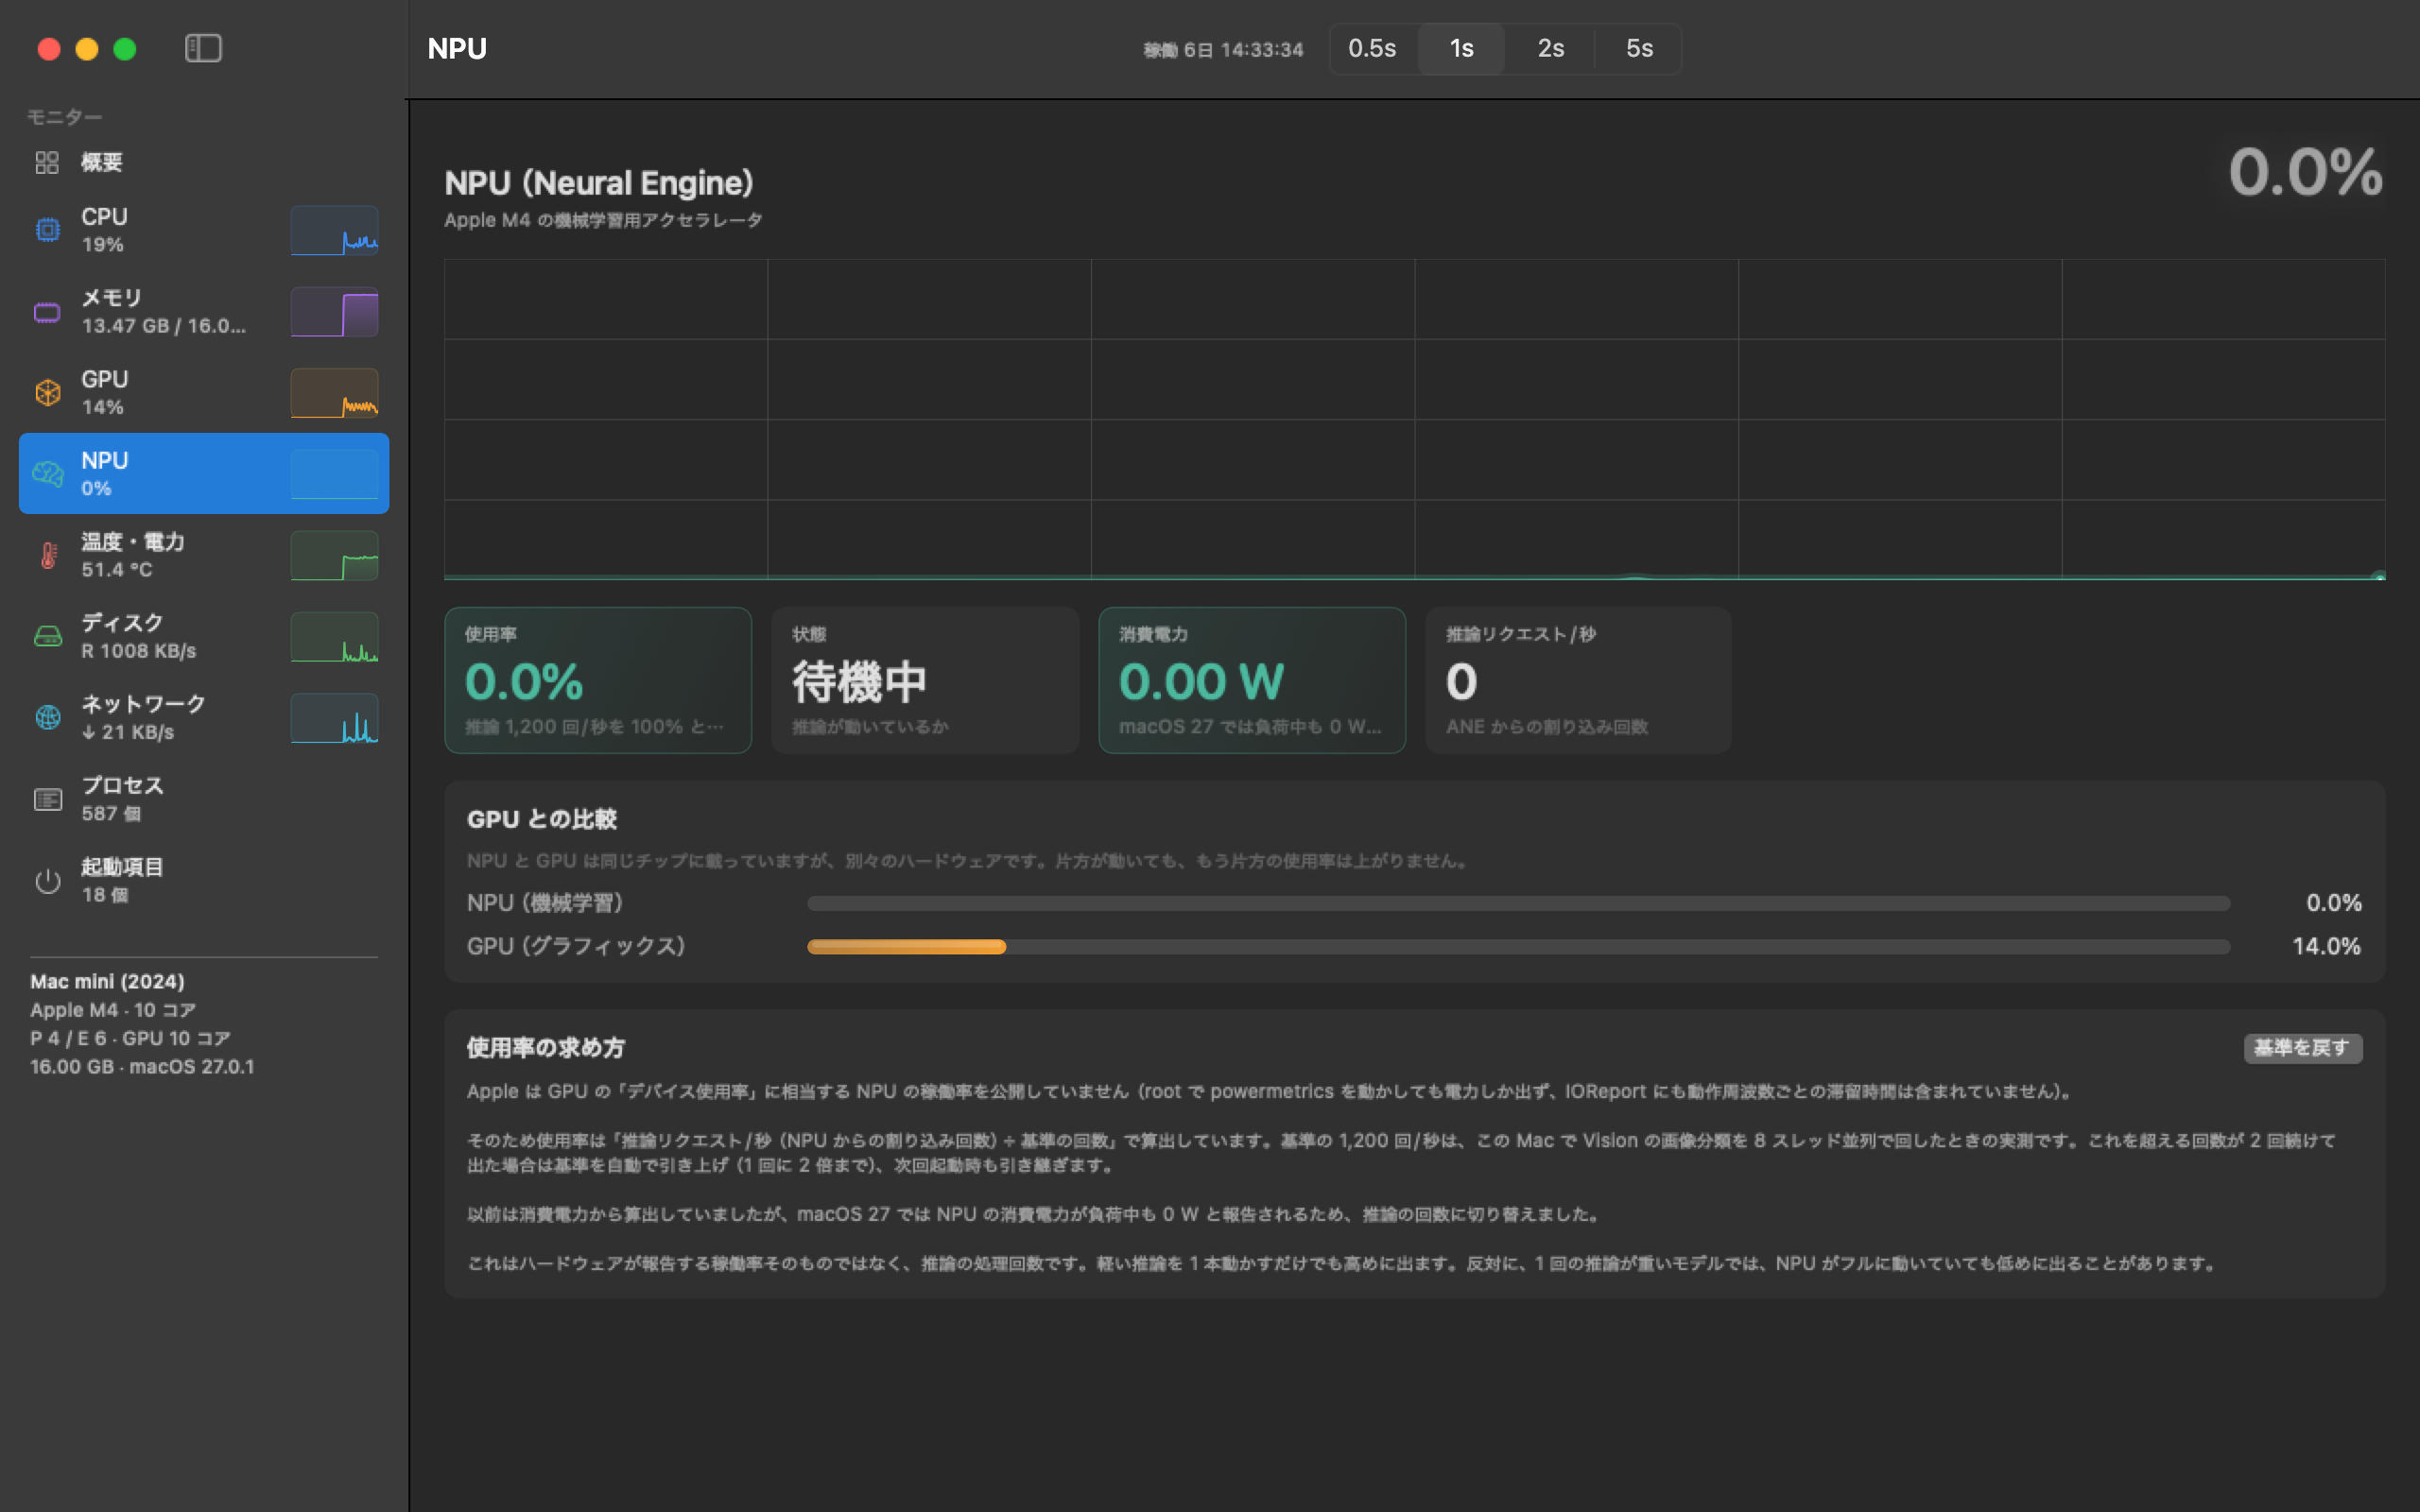 NPU
稼働 6日 14:33:34
0.5s
1s
2s
5s
モニター
概要
CPU
19%
メモリ
13.47 GB / 16.0...
GPU
14%
NPU
0%
温度・電力
51.4 °C
ディスク
R 1008 KB/s
ネットワーク
↓ 21 KB/s
プロセス
587 個
起動項目
18 個
Mac mini (2024)
Apple M4 · 10 コア
P 4 / E 6 · GPU 10 コア
16.00 GB · macOS 27.0.1
NPU（Neural Engine）
Apple M4 の機械学習用アクセラレータ
0.0%
使用率
0.0%
推論 1,200 回/秒を 100% と…
状態
待機中
推論が動いているか
消費電力
0.00 W
macOS 27 では負荷中も 0 W...
推論リクエスト/秒
0
ANE からの割り込み回数
GPU との比較
NPU と GPU は同じチップに載っていますが、別々のハードウェアです。片方が動いても、もう片方の使用率は上がりません。
NPU（機械学習） 0.0%
GPU（グラフィックス） 14.0%
使用率の求め方
基準を戻す
Apple は GPU の「デバイス使用率」に相当する NPU の稼働率を公開していません（root で powermetrics を動かしても電力しか出ず、IOReport にも動作周波数ごとの滞留時間は含まれていません）。
そのため使用率は「推論リクエスト/秒（NPU からの割り込み回数）÷ 基準の回数」で算出しています。基準の 1,200 回/秒は、この Mac で Vision の画像分類を 8 スレッド並列で回したときの実測です。これを超える回数が 2 回続けて
出た場合は基準を自動で引き上げ（1 回に 2 倍まで）、次回起動時も引き継ぎます。
以前は消費電力から算出していましたが、macOS 27 では NPU の消費電力が負荷中も 0 W と報告されるため、推論の回数に切り替えました。
これはハードウェアが報告する稼働率そのものではなく、推論の処理回数です。軽い推論を 1 本動かすだけでも高めに出ます。反対に、1 回の推論が重いモデルでは、NPU がフルに動いていても低めに出ることがあります。